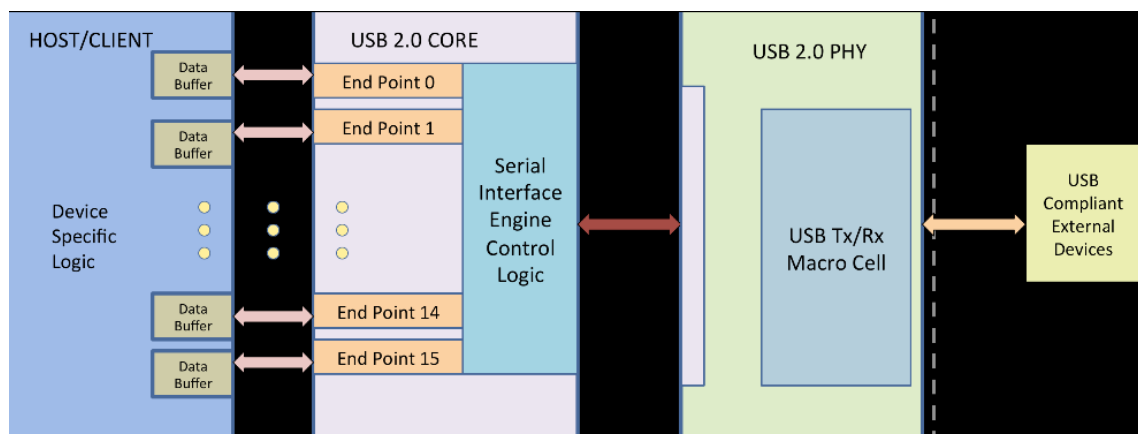 HOST/CLIENT
USB 2.0 CORE
USB 2.0 PHY
Data
Buffer
End Point 0
Data
Buffer
End Point 1
Device
Specific
Logic
Serial
Interface
Engine
Control
Logic
USB Tx/Rx
Macro Cell
USB
Compliant
External
Devices
Data
Buffer
End Point 14
Data
Buffer
End Point 15